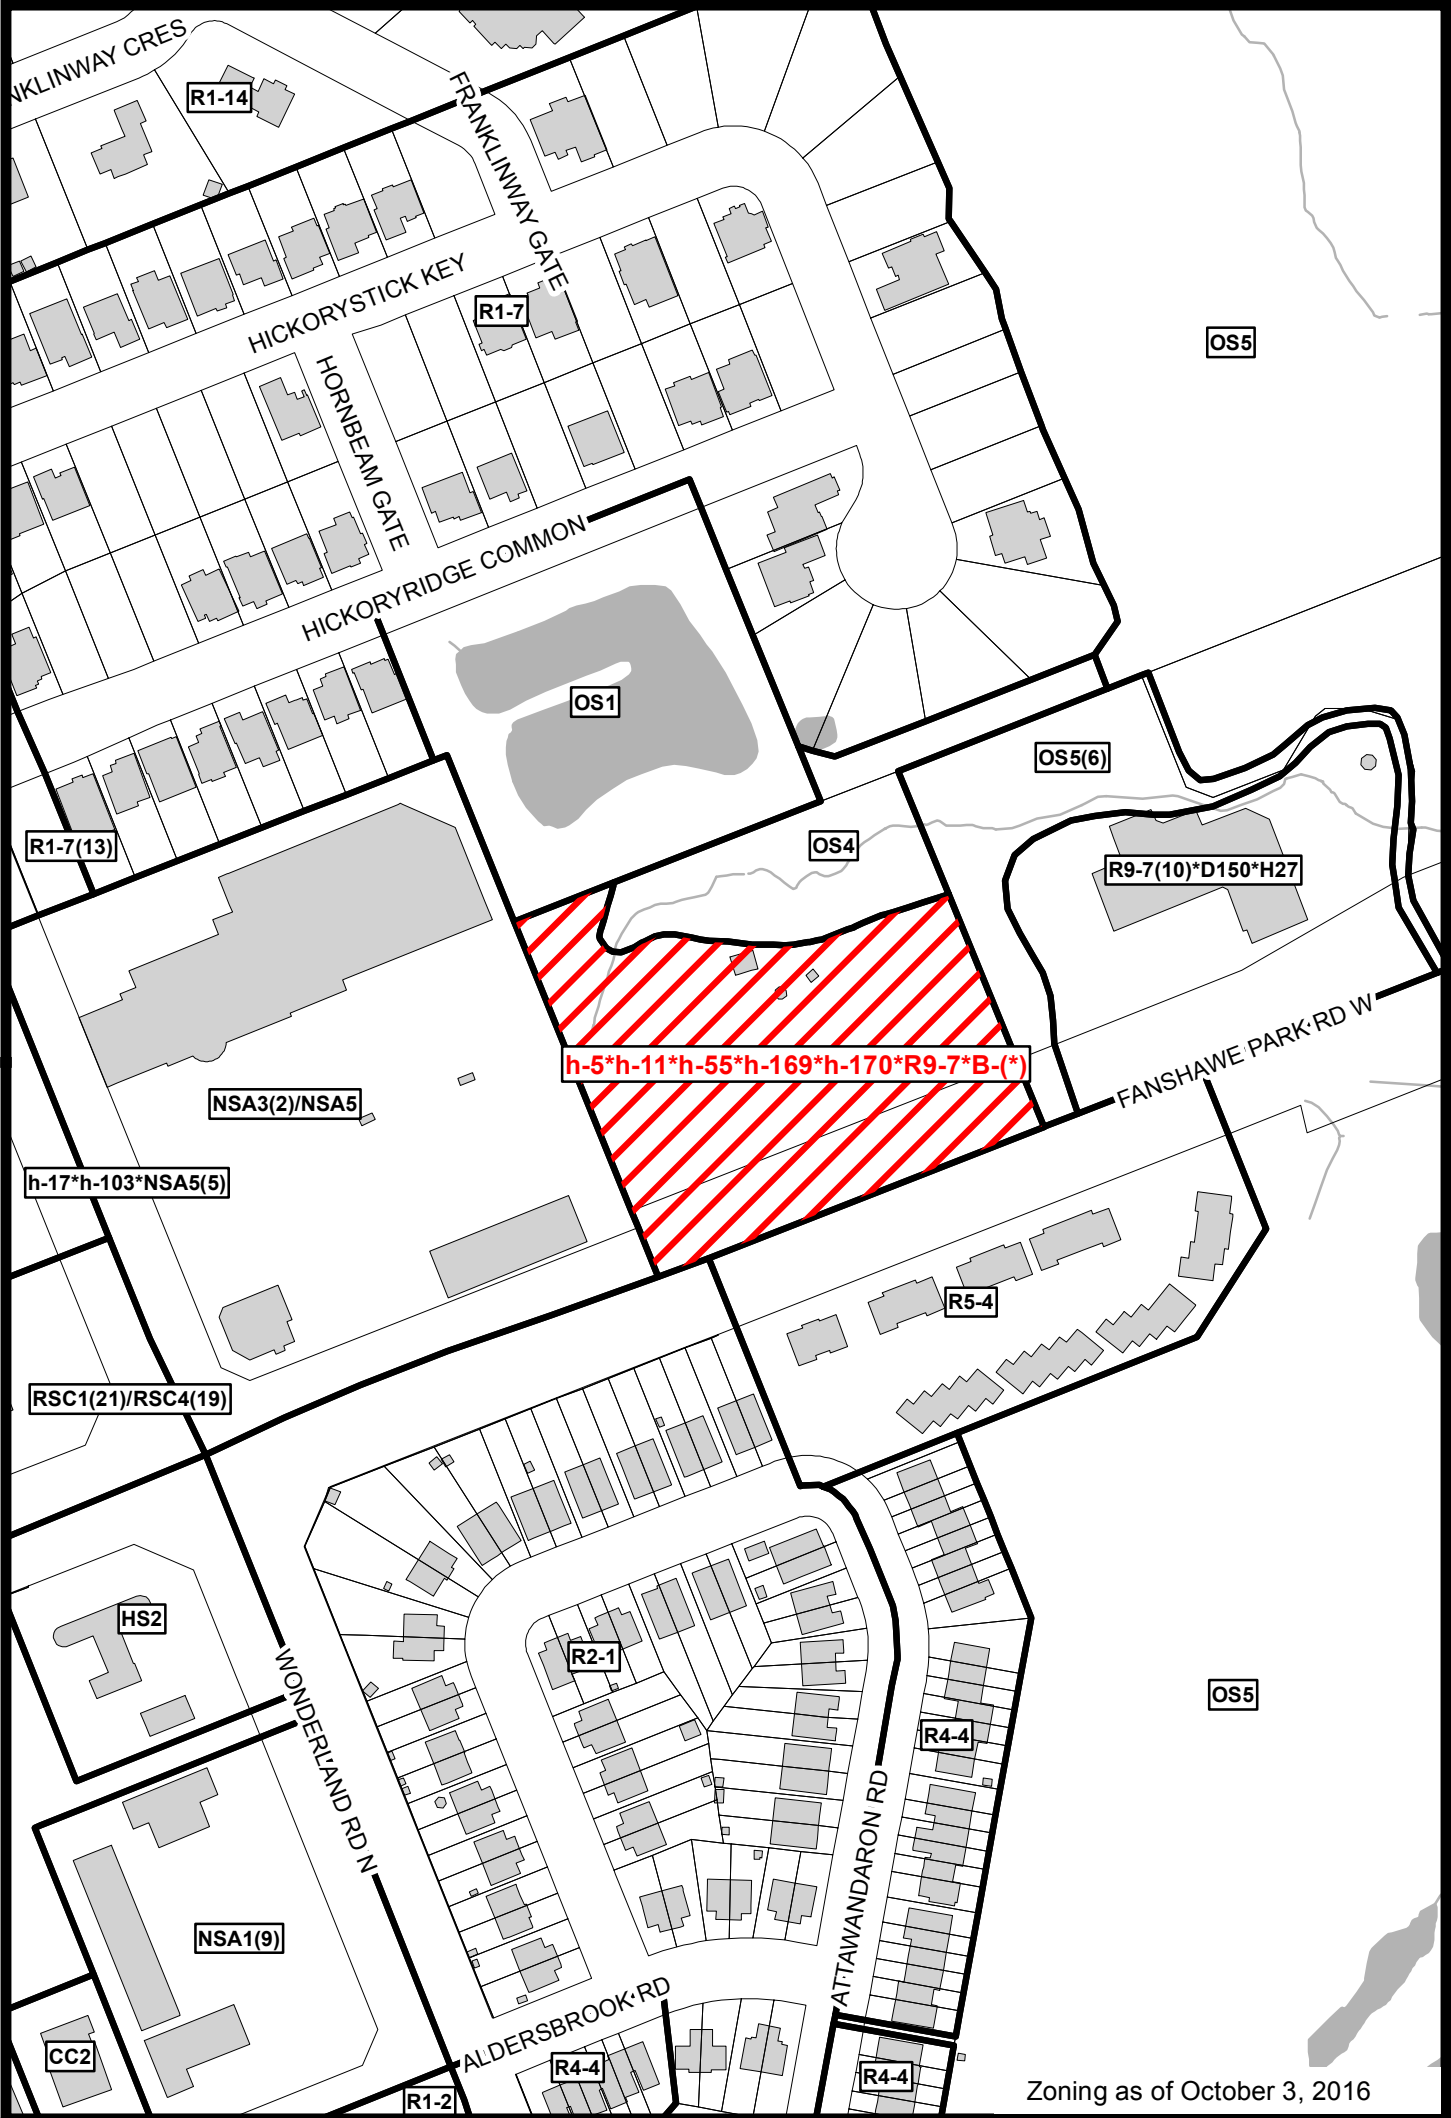 NKLINWAY CRES
R1-14
FRANKLINWAY GATE
HICKORYSTICK KEY
R1-7
OS5
HORNBEAM GATE
HICKORYRIDGE COMMON
OS1
OS5(6)
R1-7(13)
OS4
R9-7(10)*D150*H27
FANSHAWE PARK RD W
h-5*h-11*h-55*h-169*h-170*R9-7*B-(*)
NSA3(2)/NSA5
h-17*h-103*NSA5(5)
R5-4
RSC1(21)/RSC4(19)
HS2
R2-1
WONDERLAND RD N
OS5
R4-4
ATTAWANDARON RD
NSA1(9)
ALDERSBROOK RD
CC2
R4-4
R4-4
R1-2
Zoning as of October 3, 2016